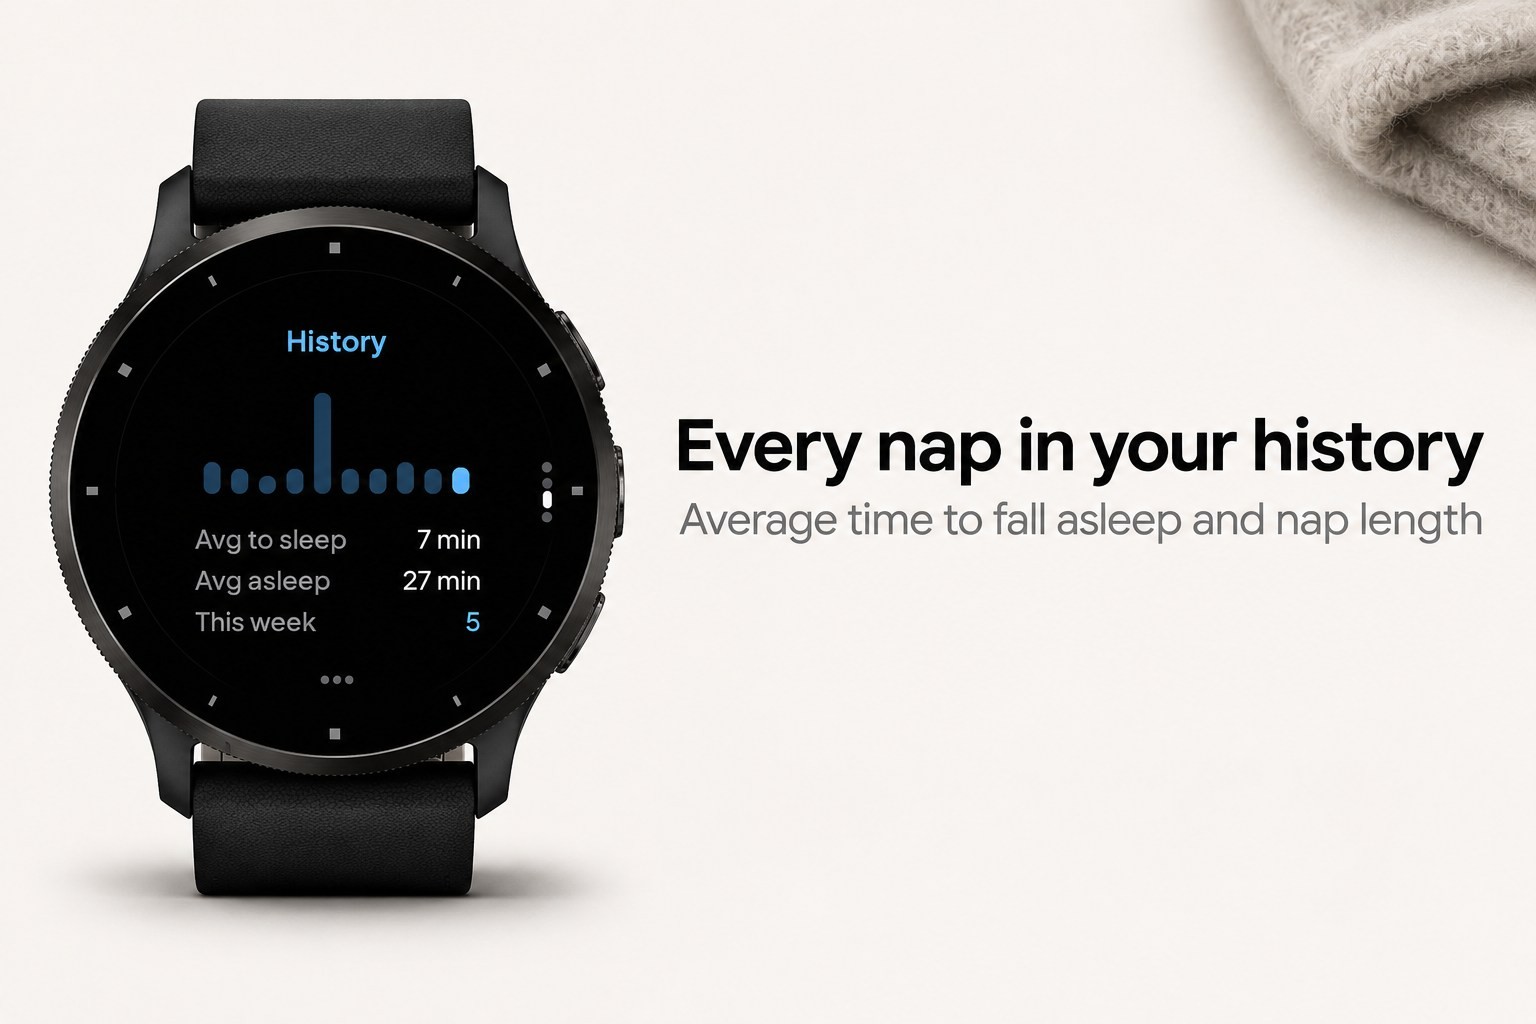 History
Avg to sleep 7 min
Avg asleep 27 min
This week 5
Every nap in your history
Average time to fall asleep and nap length